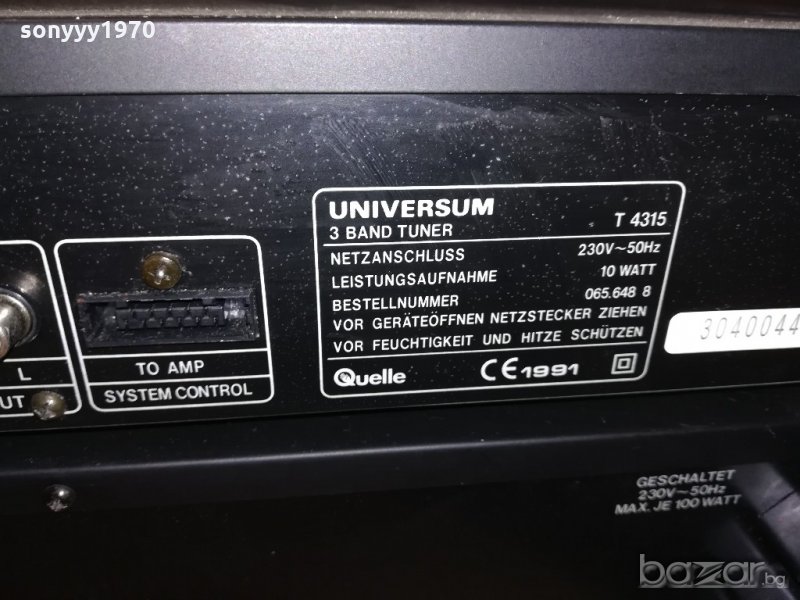 sonyyy1970
UNIVERSUM
3 BAND TUNER T 4315
NETZANSCHLUSS 230V~50Hz
LEISTUNGSAUFNAHME 10 WATT
BESTELLNUMMER 065.648 8
VOR GERÄTEÖFFNEN NETZSTECKER ZIEHEN
VOR FEUCHTIGKEIT UND HITZE SCHÜTZEN
Quelle CE1991
L
UT
TO AMP
SYSTEM CONTROL
3040044
GESCHALTET
230V~50Hz
MAX. JE 100 WATT
bazar.bg